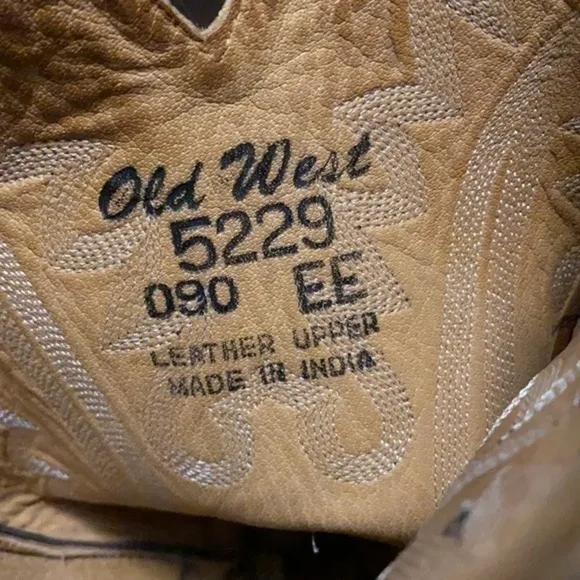 Old West
5229
090 EE
LEATHER UPPER
MADE IN INDIA